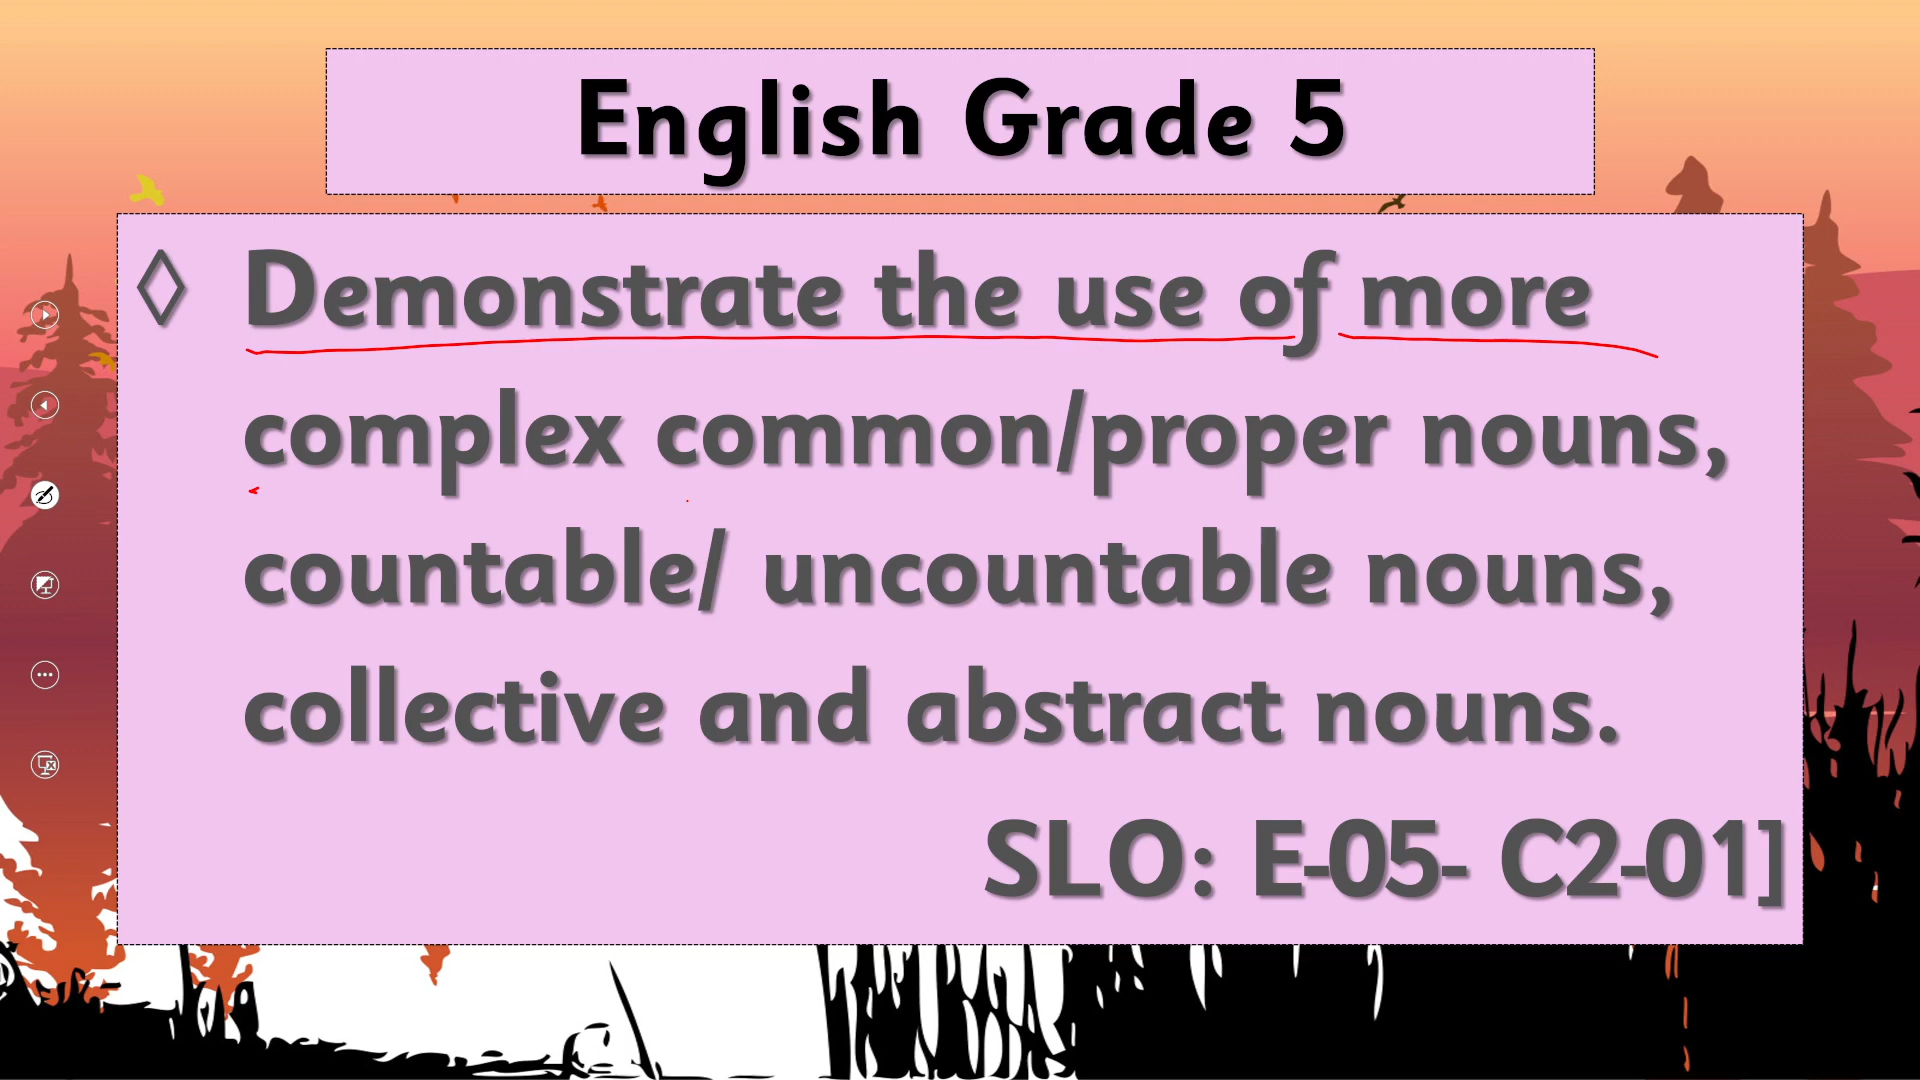 English Grade 5
◊ Demonstrate the use of more
complex common/proper nouns,
countable/ uncountable nouns,
collective and abstract nouns.
SLO: E-05- C2-01]